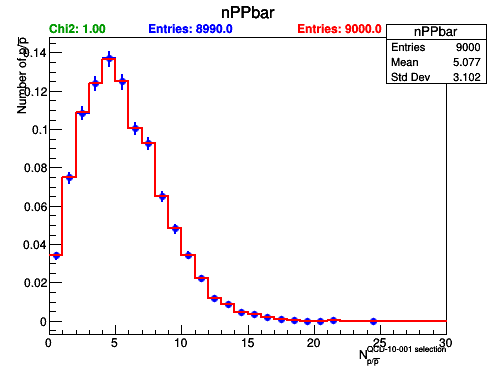 nPPbar
Chi2: 1.00 Entries: 8990.0 Entries: 9000.0
nPPbar
Entries 9000
Mean 5.077
Std Dev 3.102
Number of p/p̅
0.14
0.12
0.1
0.08
0.06
0.04
0.02
0
0 5 10 15 20 25 30
N p/p̅ QCD-10-001 selection